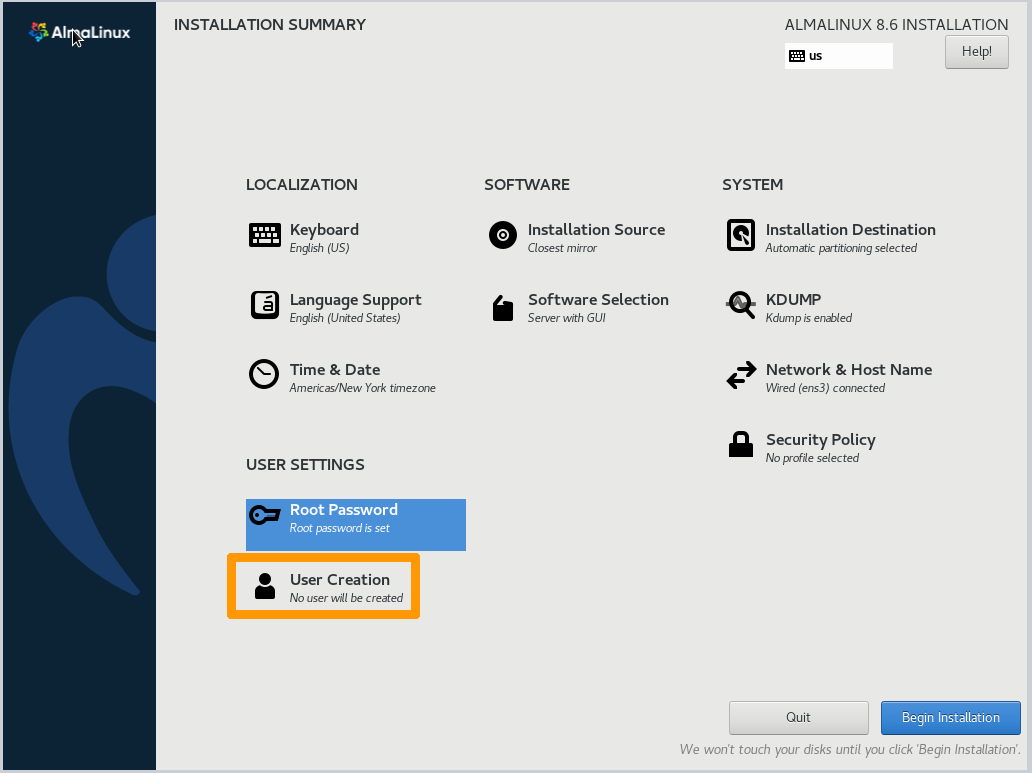 AlmaLinux
INSTALLATION SUMMARY
ALMALINUX 8.6 INSTALLATION
us
Help!
LOCALIZATION
Keyboard
English (US)
Language Support
English (United States)
Time & Date
Americas/New York timezone
SOFTWARE
Installation Source
Closest mirror
Software Selection
Server with GUI
SYSTEM
Installation Destination
Automatic partitioning selected
KDUMP
Kdump is enabled
Network & Host Name
Wired (ens3) connected
Security Policy
No profile selected
USER SETTINGS
Root Password
Root password is set
User Creation
No user will be created
Quit
Begin Installation
We won't touch your disks until you click 'Begin Installation'.